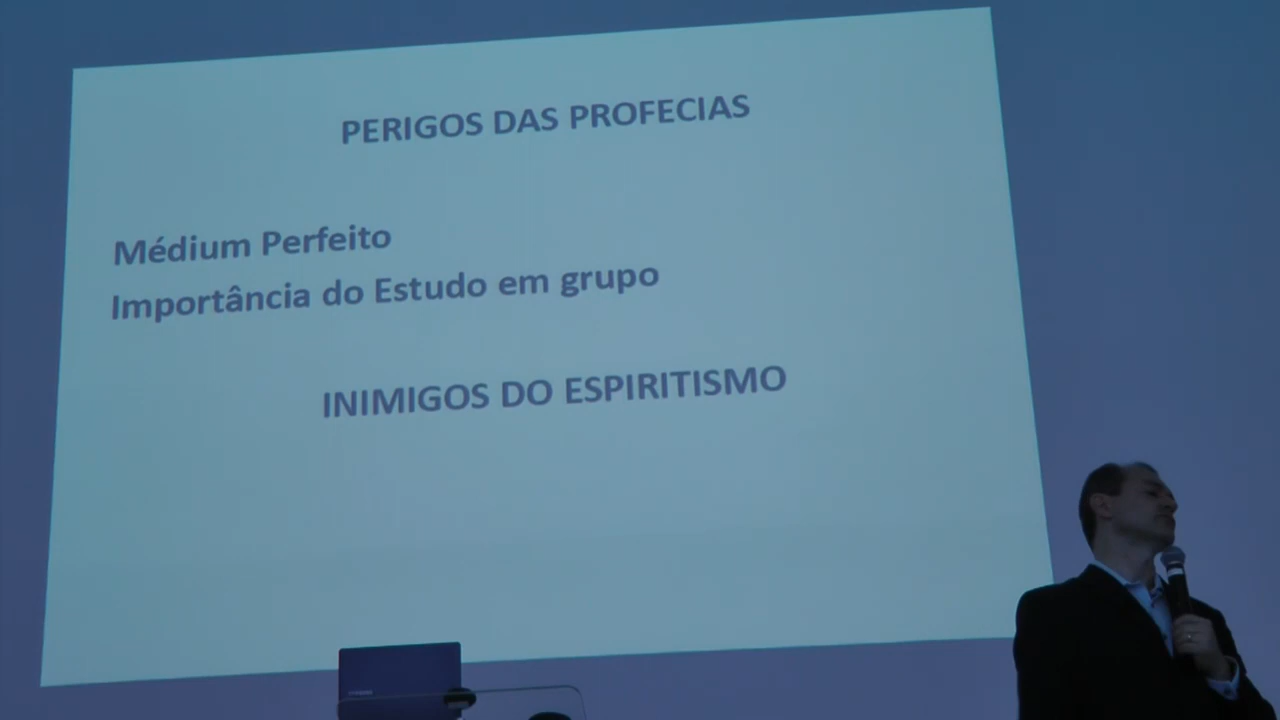 PERIGOS DAS PROFECIAS
Médium Perfeito
Importância do Estudo em grupo
INIMIGOS DO ESPIRITISMO